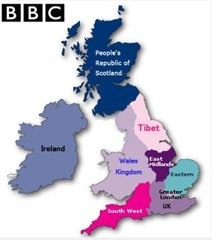 BBC
People's
Republic of
Scotland
Tibet
Ireland
Wales
Kingdom
East
Midlands
Eastern
Greater
London
UK
South West